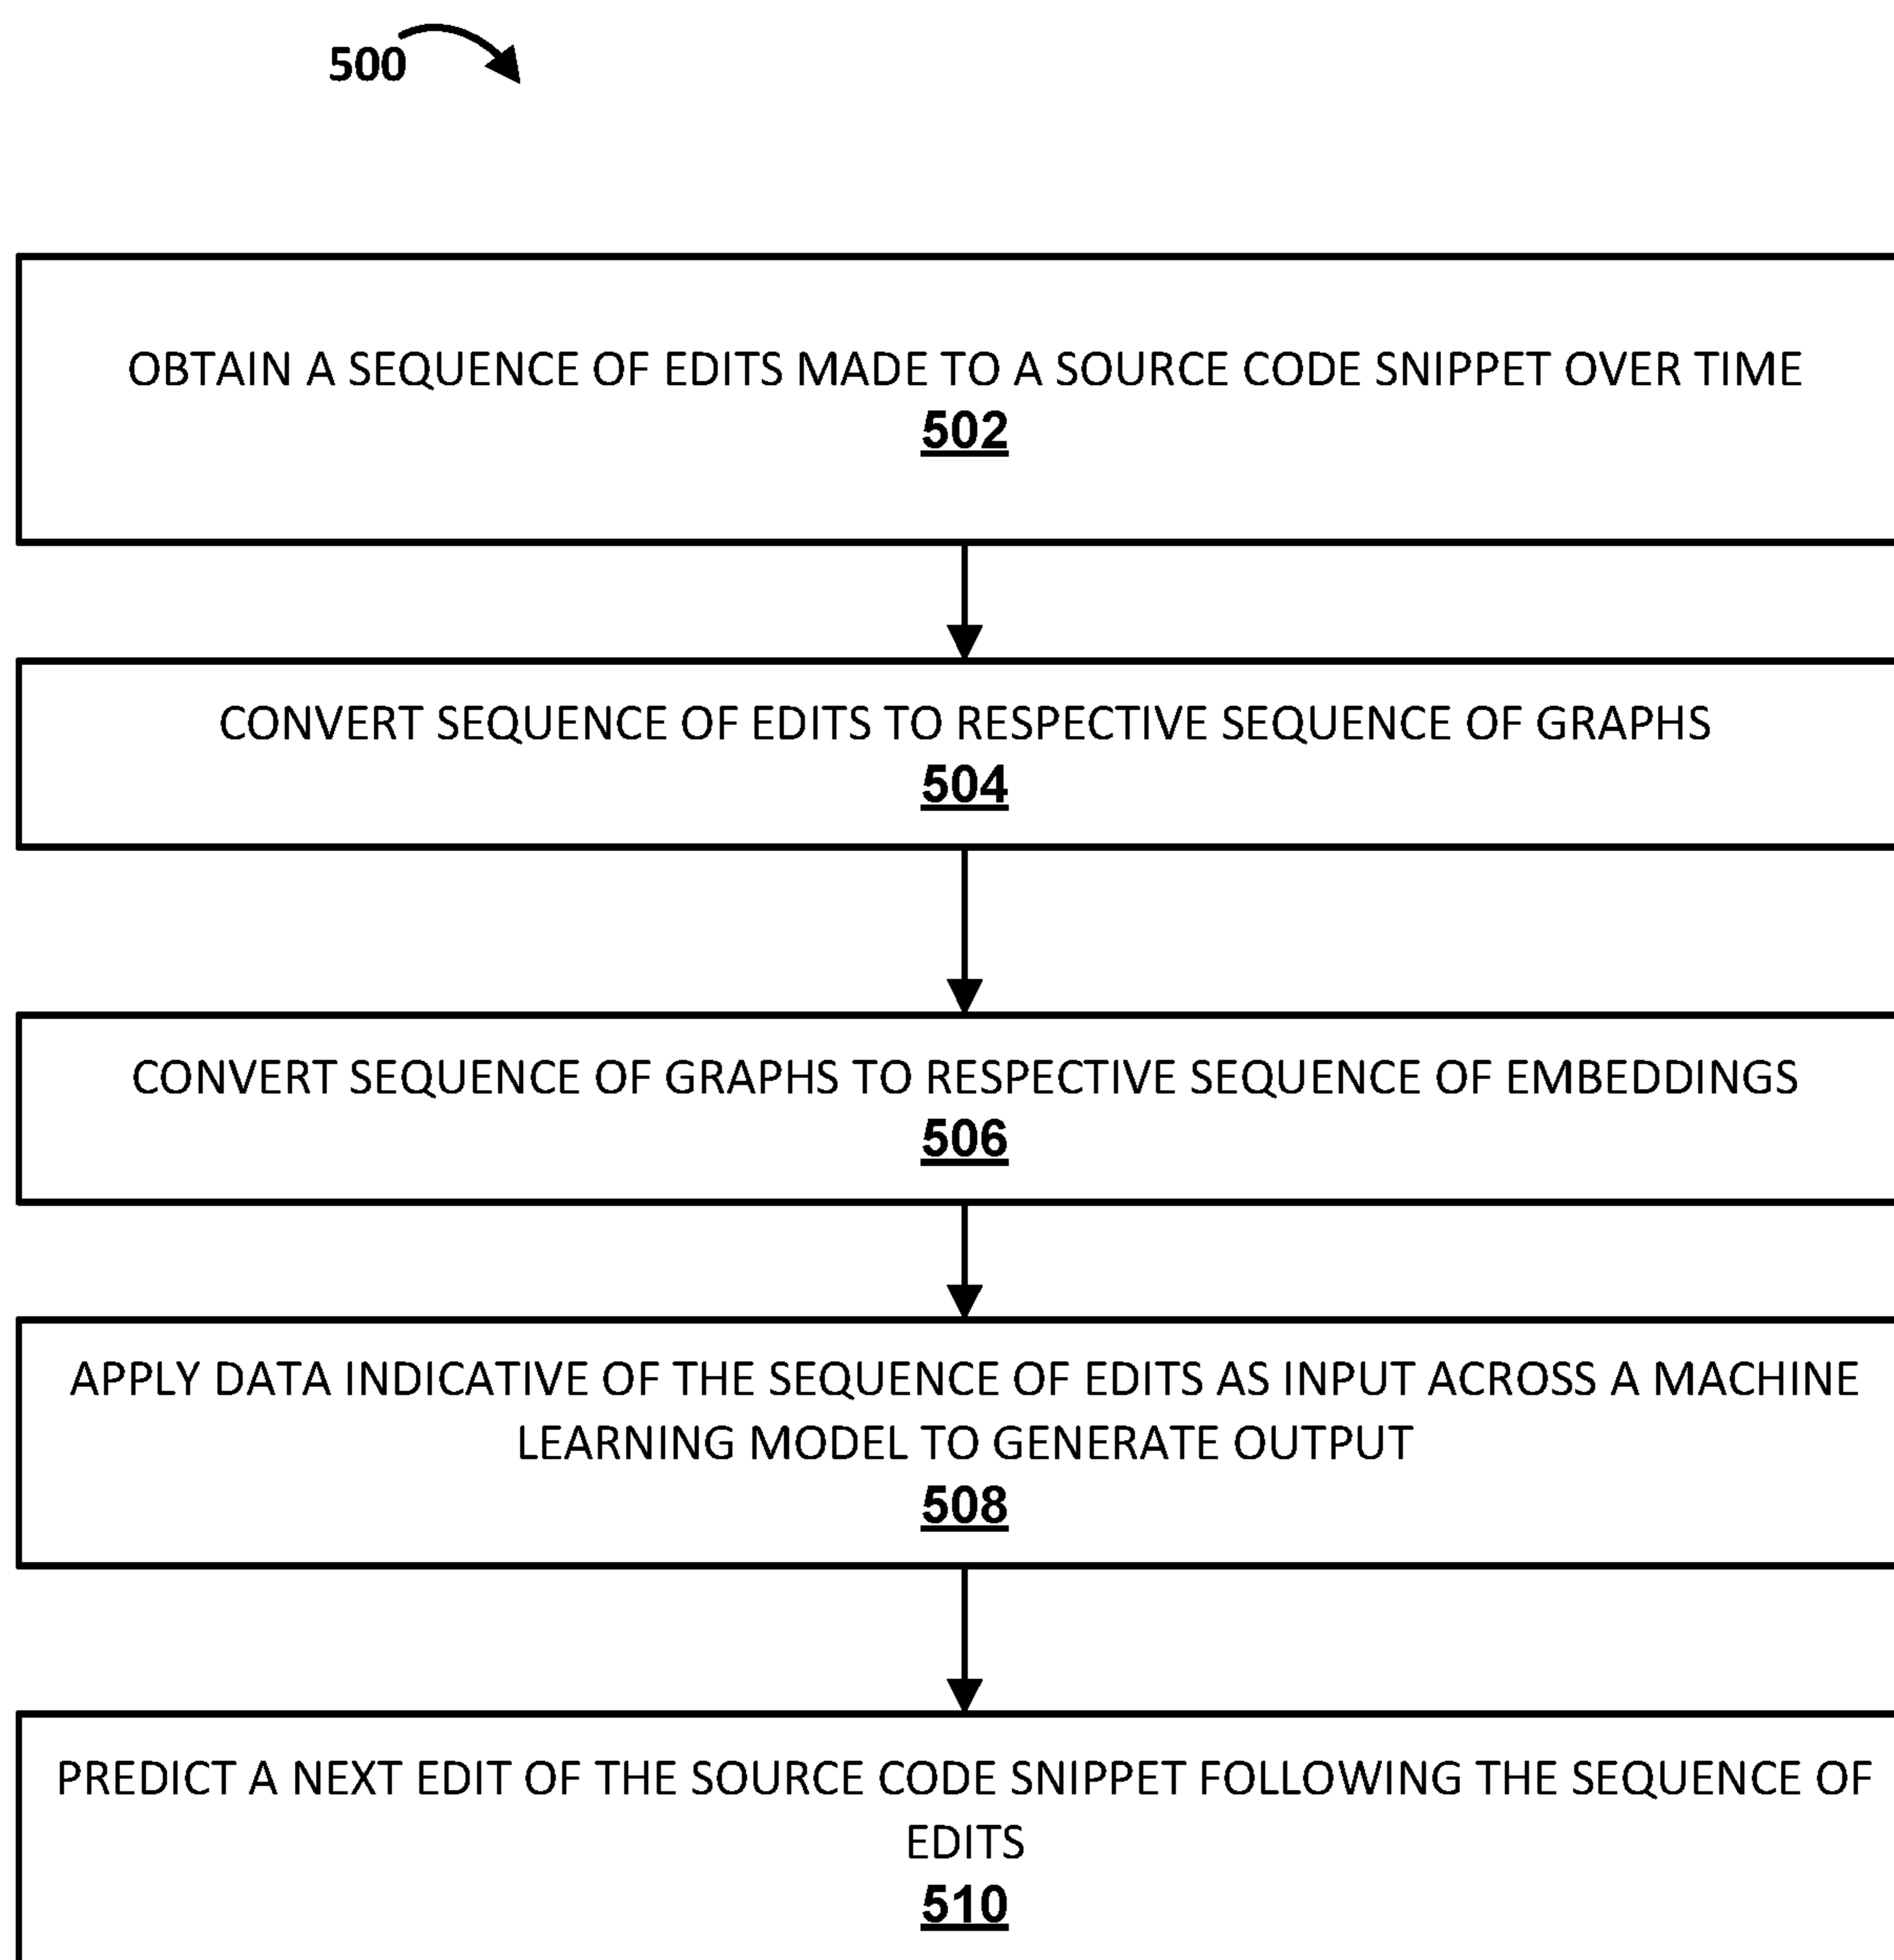 500
OBTAIN A SEQUENCE OF EDITS MADE TO A SOURCE CODE SNIPPET OVER TIME
502
CONVERT SEQUENCE OF EDITS TO RESPECTIVE SEQUENCE OF GRAPHS
504
CONVERT SEQUENCE OF GRAPHS TO RESPECTIVE SEQUENCE OF EMBEDDINGS
506
APPLY DATA INDICATIVE OF THE SEQUENCE OF EDITS AS INPUT ACROSS A MACHINE
LEARNING MODEL TO GENERATE OUTPUT
508
PREDICT A NEXT EDIT OF THE SOURCE CODE SNIPPET FOLLOWING THE SEQUENCE OF
EDITS
510